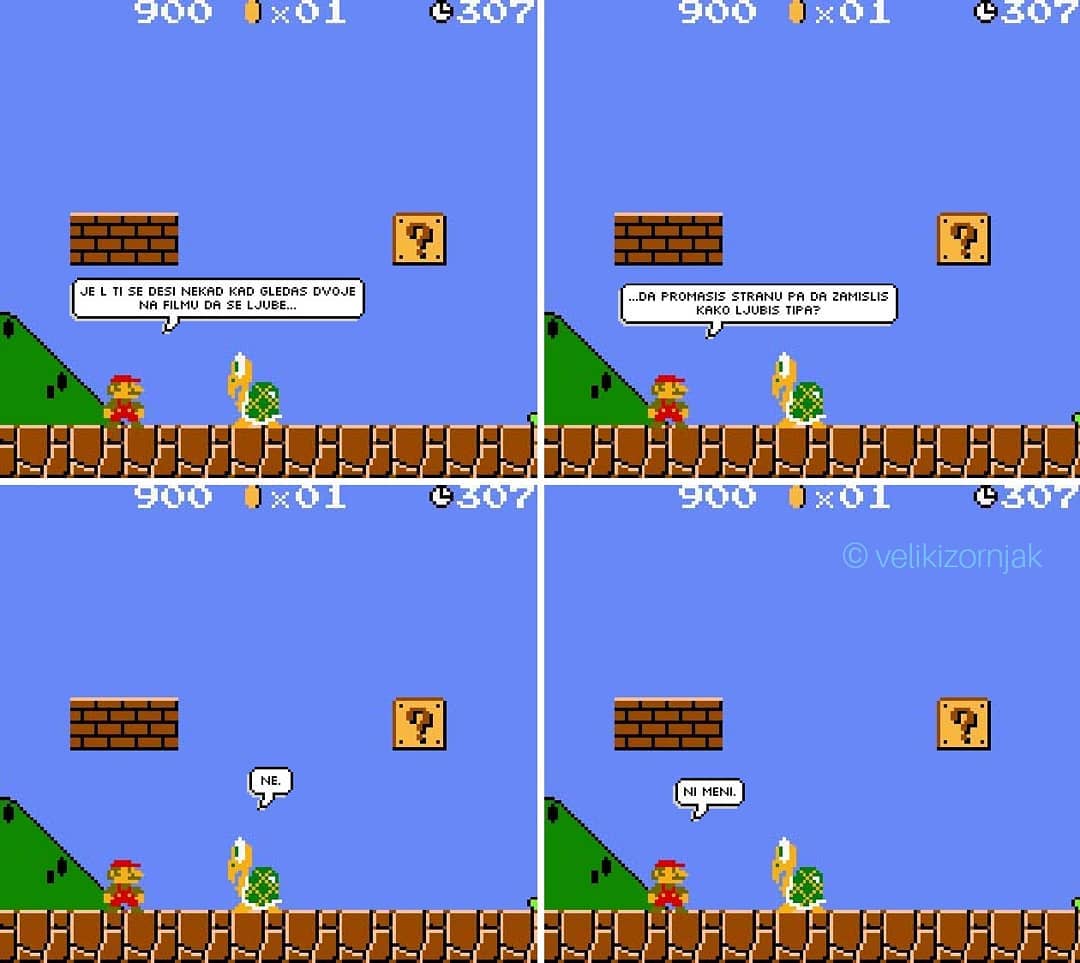 900 x01 307
900 x01 307
JE L TI SE DESI NEKAD KAD GLEDAS DVOJE
NA FILMU DA SE LJUBE...
...DA PROMASIS STRANU PA DA ZAMISLIS
KAKO LJUBIS TIPA?
900 x01 307
900 x01 307
© velikizornjak
?
?
NE.
NI MENI.